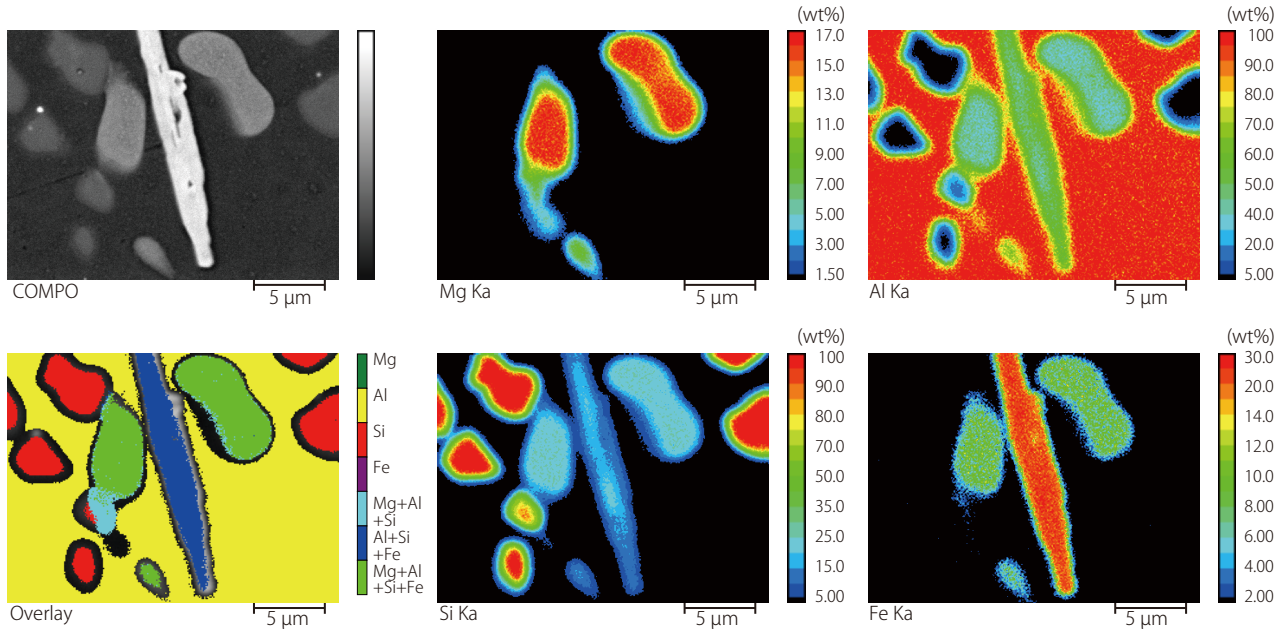 (wt%)
17.0
15.0
13.0
11.0
9.00
7.00
5.00
3.00
1.50
(wt%)
100
90.0
80.0
70.0
60.0
50.0
40.0
20.0
5.00
COMPO
5 μm
Mg Ka
5 μm
Al Ka
5 μm
Mg
Al
Si
Fe
Mg+Al
+Si
Al+Si
+Fe
Mg+Al
+Si+Fe
(wt%)
100
90.0
80.0
70.0
50.0
35.0
25.0
15.0
5.00
(wt%)
30.0
20.0
14.0
12.0
10.0
8.00
6.00
4.00
2.00
Overlay
5 μm
Si Ka
5 μm
Fe Ka
5 μm